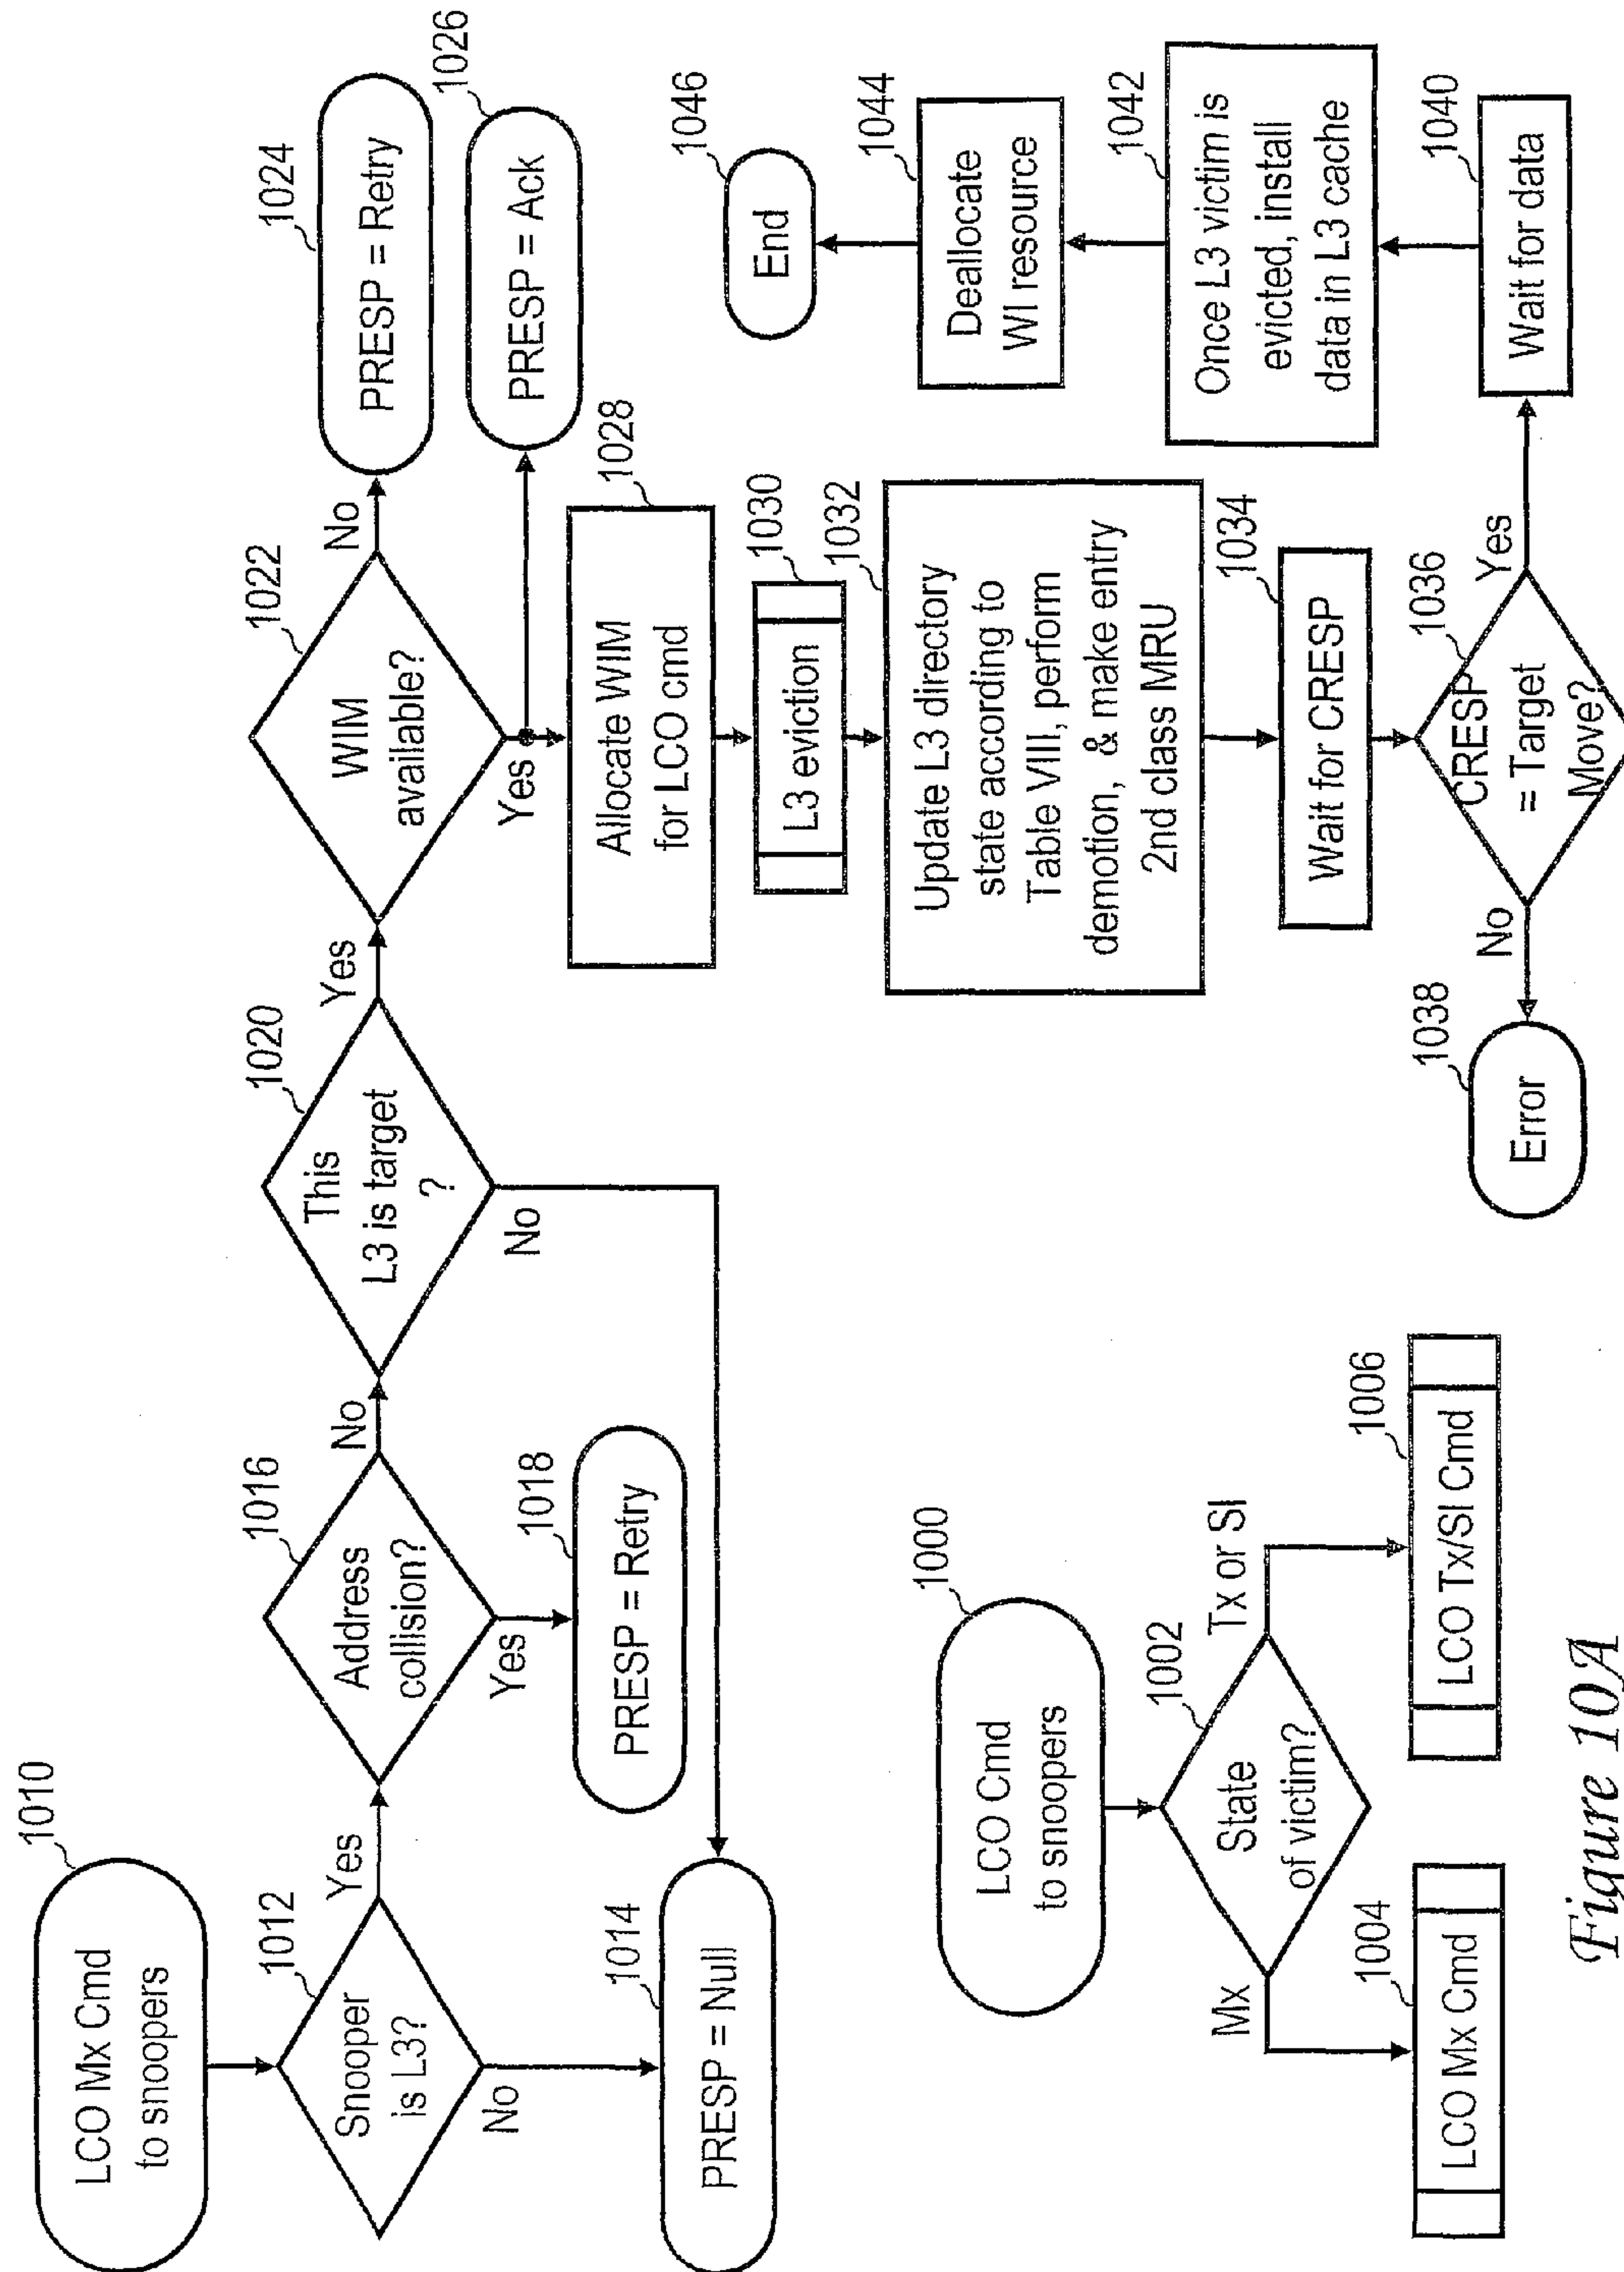 1010
LCO Mx Cmd
to snoopers
1012
Snooper
is L3?
Yes
No
1014
PRESP = Null
1016
Address
collision?
No
Yes
1018
PRESP = Retry
1020
This
L3 is target
?
Yes
No
1022
WIM
available?
No
Yes
1024
PRESP = Retry
1026
PRESP = Ack
1028
Allocate WIM
for LCO cmd
1030
L3 eviction
1032
Update L3 directory
state according to
Table VIII, perform
demotion, & make entry
2nd class MRU
1034
Wait for CRESP
1036
CRESP
= Target
Move?
No
Yes
1038
Error
1040
Wait for data
1042
Once L3 victim is
evicted, install
data in L3 cache
1044
Deallocate
WI resource
1046
End
1000
LCO Cmd
to snoopers
1002
State
of victim?
Mx
Tx or SI
1004
LCO Mx Cmd
1006
LCO Tx/SI Cmd
Figure 10A